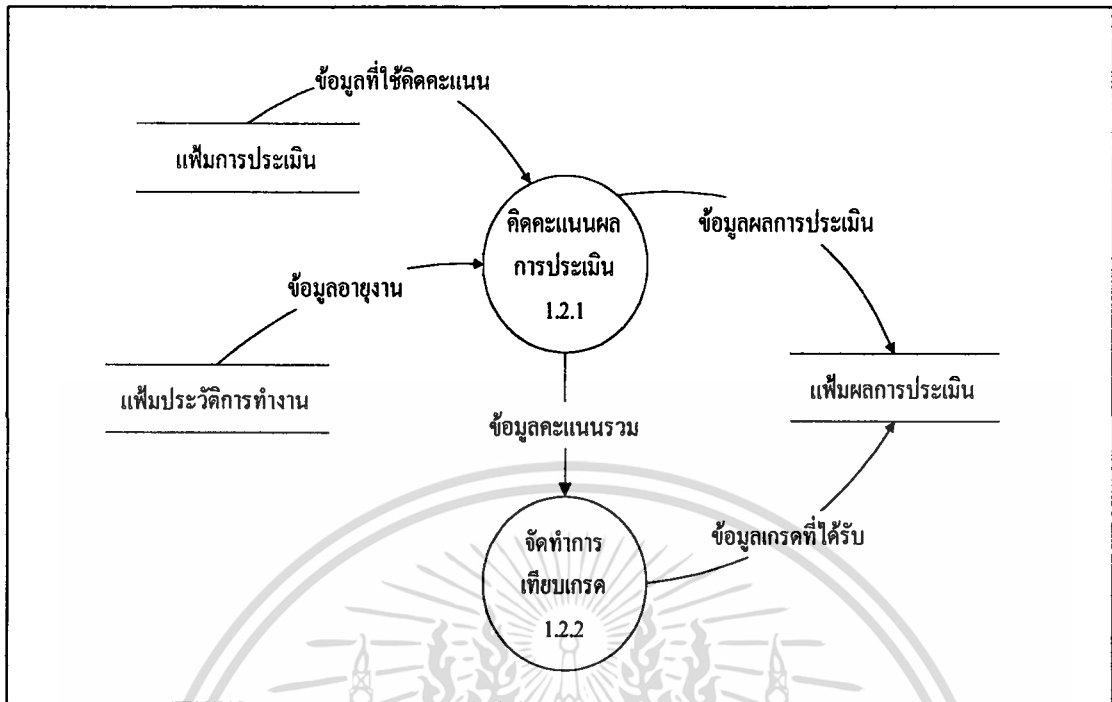 ข้อมูลที่ใช้คิดคะแนน
แฟ้มการประเมิน
คิดคะแนนผล
การประเมิน
1.2.1
ข้อมูลผลการประเมิน
ข้อมูลอายุงาน
แฟ้มประวัติการทำงาน
แฟ้มผลการประเมิน
ข้อมูลคะแนนรวม
จัดทำการ
เทียบเกรด
1.2.2
ข้อมูลเกรดที่ได้รับ